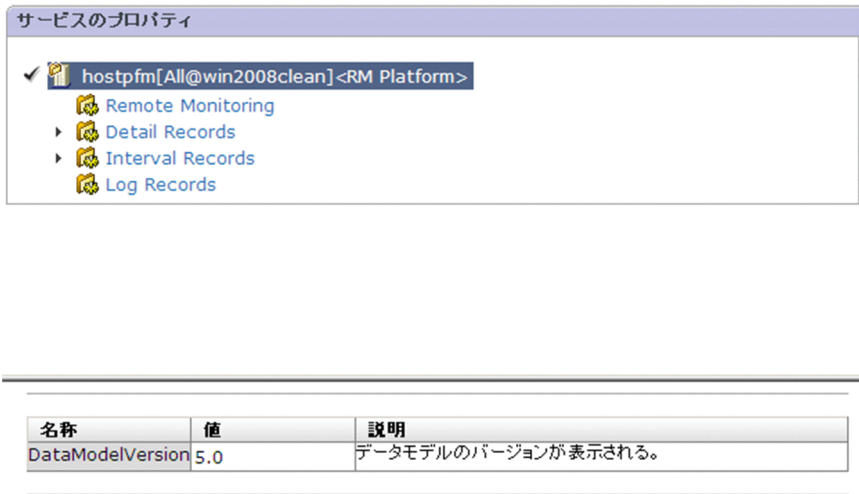 サービスのプロパティ
hostpfm[All@win2008clean]<RM Platform>
Remote Monitoring
Detail Records
Interval Records
Log Records
名称 値 説明
DataModelVersion 5.0 データモデルのバージョンが表示される。